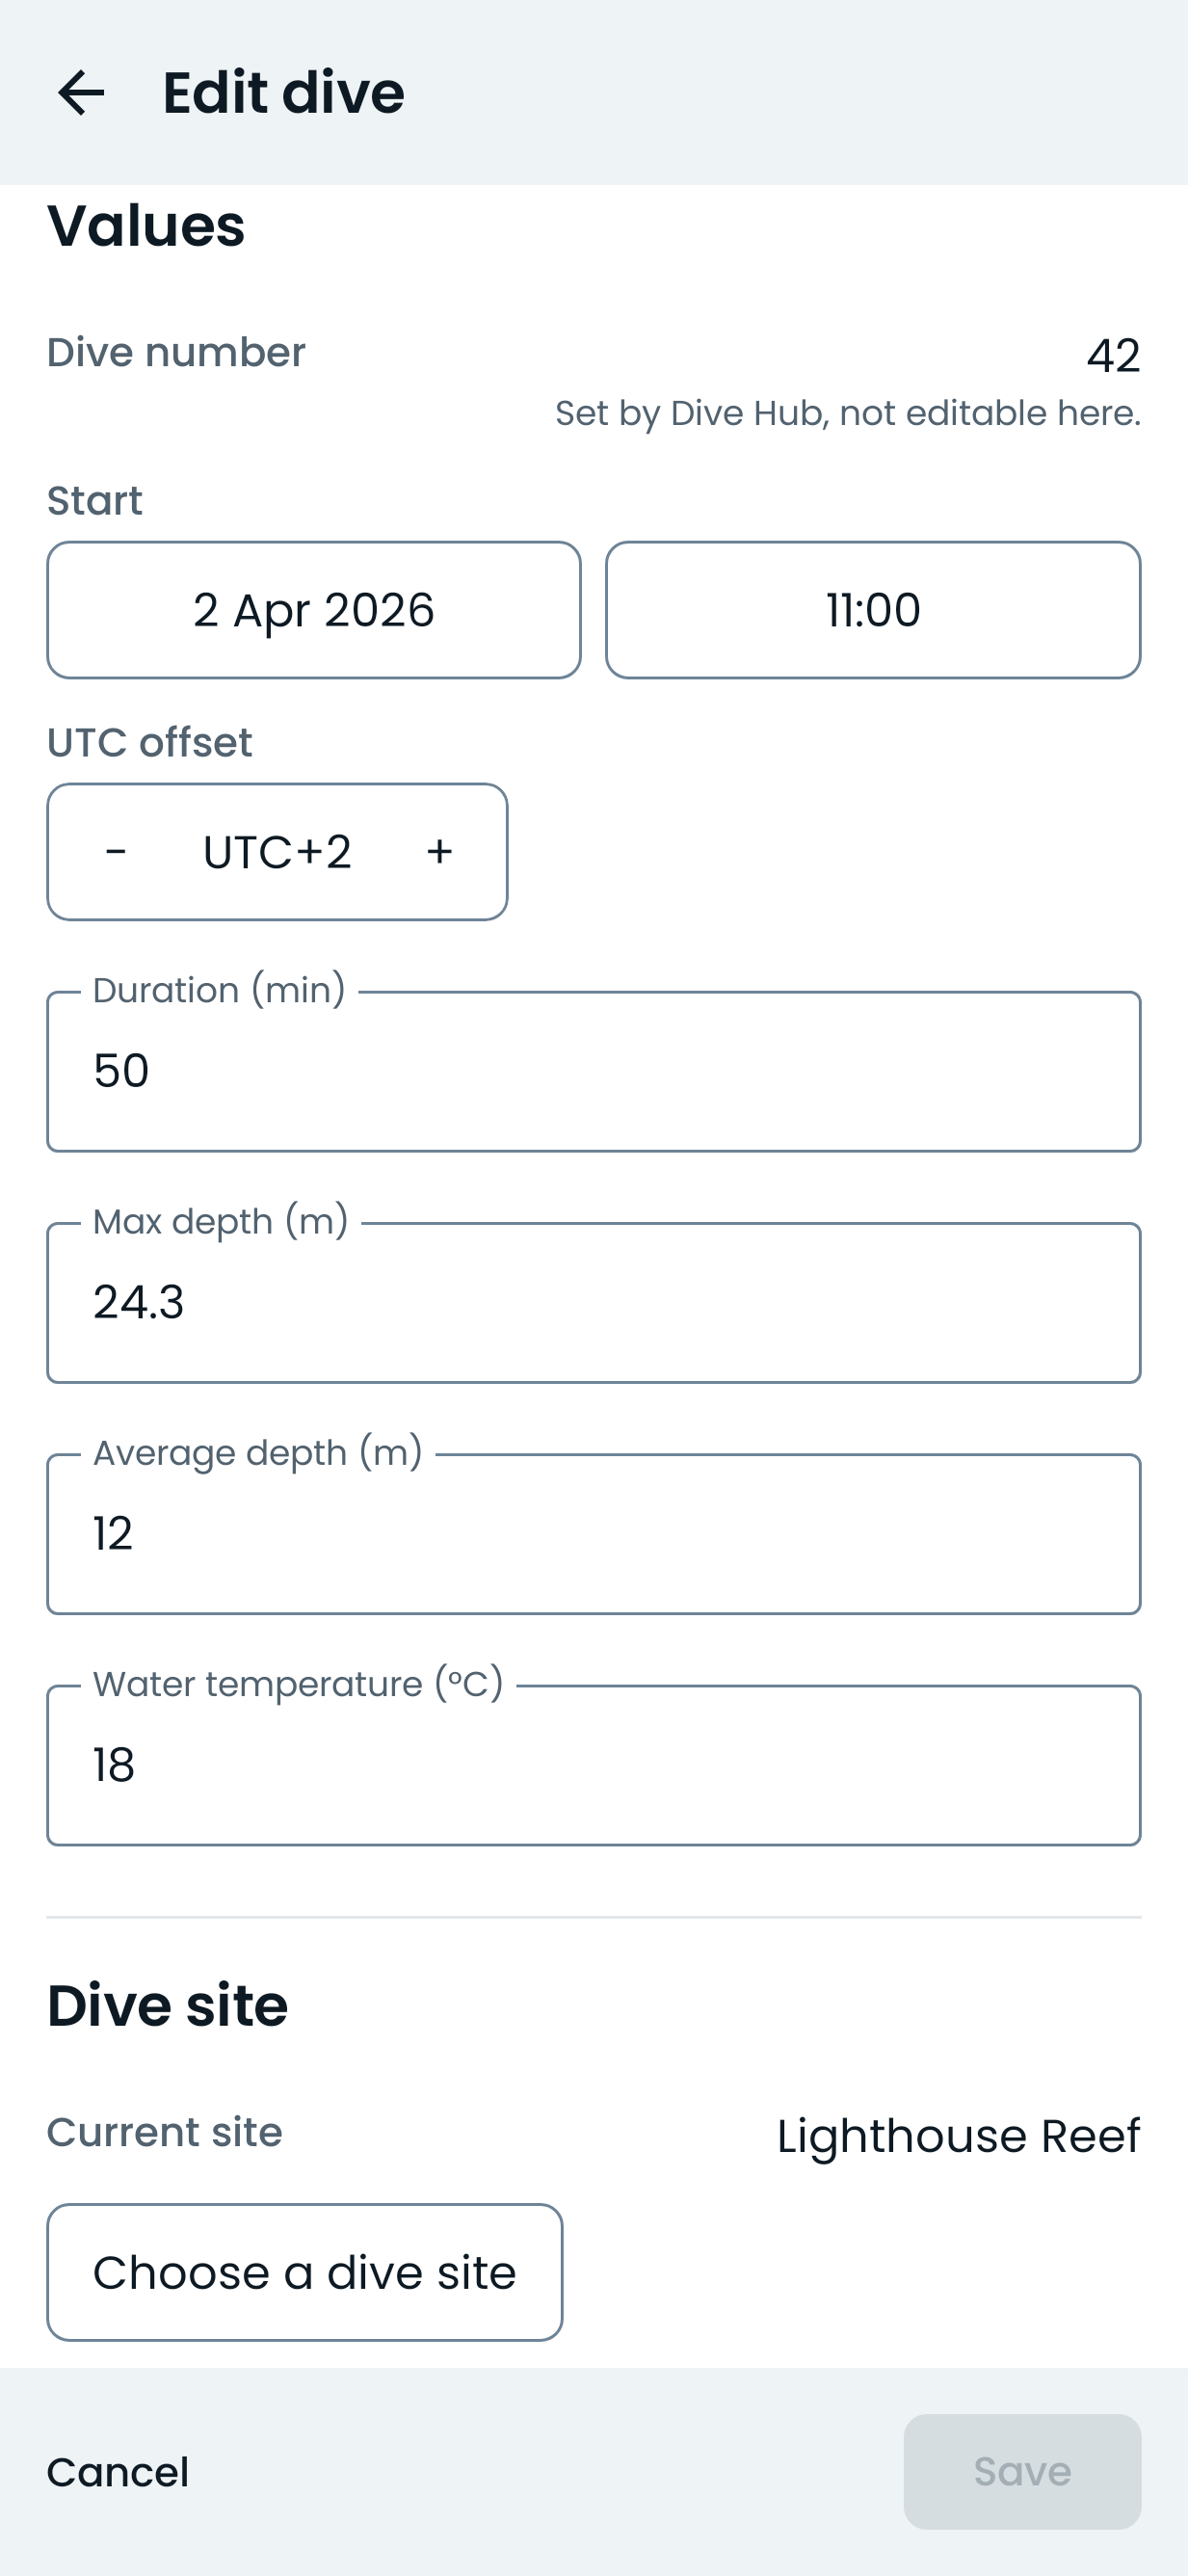 Edit dive
Values
Dive number
42
Set by Dive Hub, not editable here.
Start
2 Apr 2026
11:00
UTC offset
- UTC+2 +
Duration (min)
50
Max depth (m)
24.3
Average depth (m)
12
Water temperature (°C)
18
Dive site
Current site
Lighthouse Reef
Choose a dive site
Cancel
Save